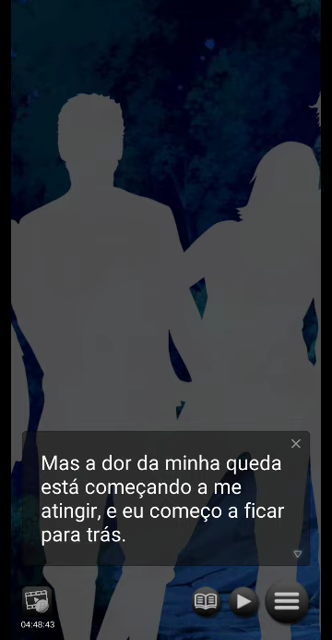 Mas a dor da minha queda
está começando a me
atingir, e eu começo a ficar
para trás.
04:48:43